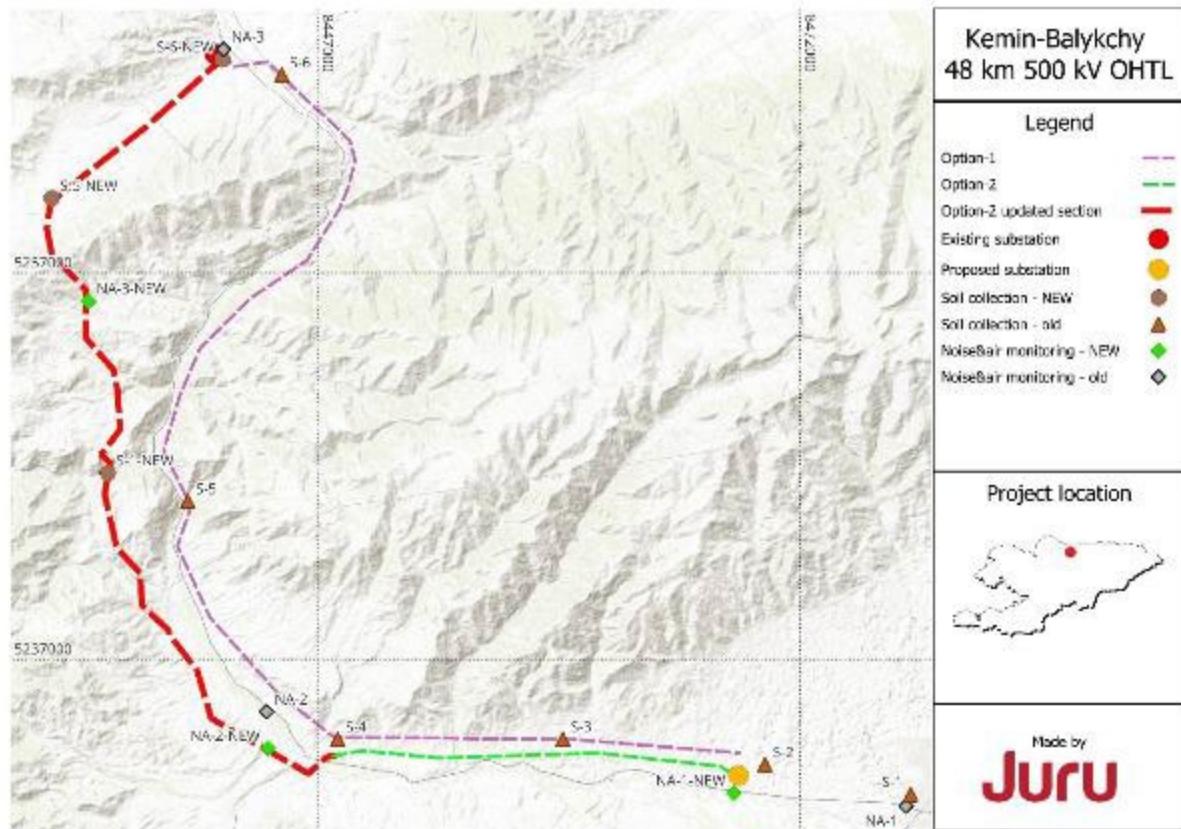 Kemin-Balykchy
48 km 500 kV OHTL
Legend
Option-1
Option-2
Option-2 updated section
Existing substation
Proposed substation
Soil collection - NEW
Soil collection - old
Noise&air monitoring - NEW
Noise&air monitoring - old
Project location
Made by
Juru
8447000
8472000
S-6-NEW
NA-3
S-6
S-5-NEW
5257000
NA-3-NEW
S-5
5237000
NA-2
NA-2-NEW
S-4
S-3
S-2
NA-1-NEW
NA-1